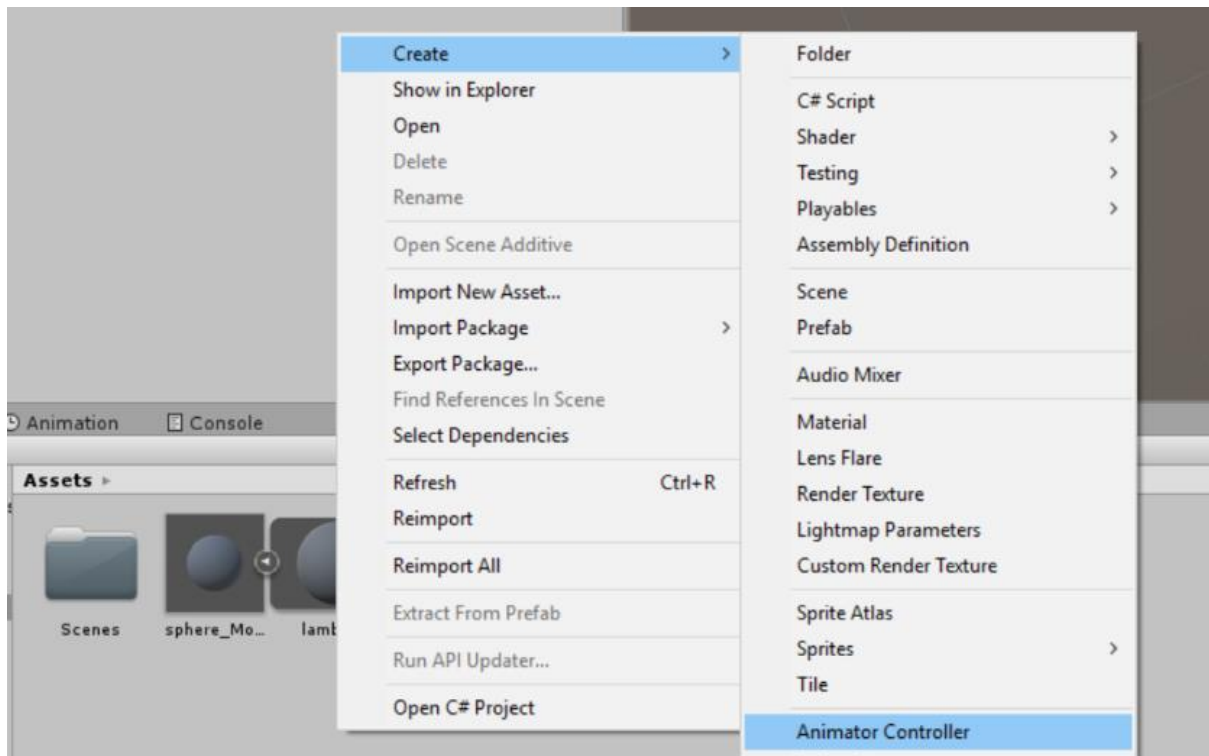 Create >
Show in Explorer
Open
Delete
Rename
Open Scene Additive
Import New Asset...
Import Package >
Export Package...
Find References In Scene
Select Dependencies
Refresh Ctrl+R
Reimport
Reimport All
Extract From Prefab
Run API Updater...
Open C# Project
Folder
C# Script
Shader >
Testing >
Playables >
Assembly Definition
Scene
Prefab
Audio Mixer
Material
Lens Flare
Render Texture
Lightmap Parameters
Custom Render Texture
Sprite Atlas
Sprites >
Tile
Animator Controller
Animation Console
Assets
Scenes sphere_Mo...